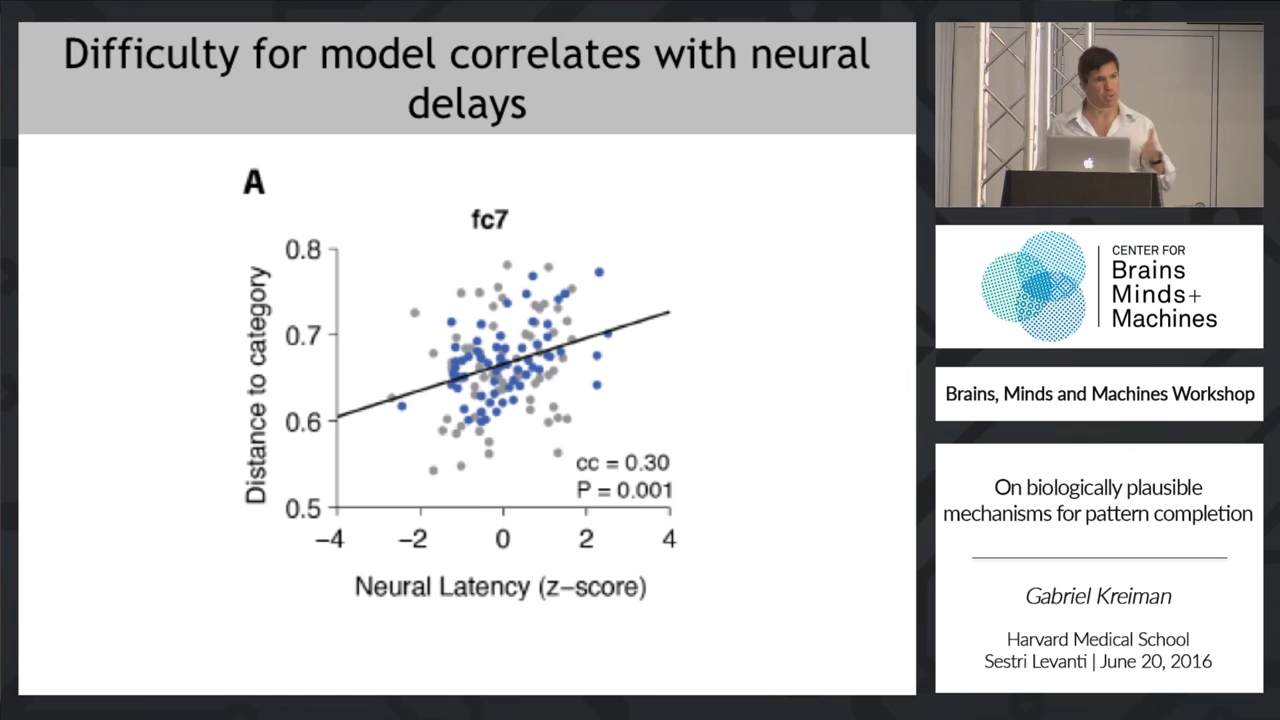 Difficulty for model correlates with neural
delays
A
fc7
Distance to category
0.8
0.7
0.6
0.5
cc = 0.30
P = 0.001
−4
−2
0
2
4
Neural Latency (z−score)
CENTER FOR
Brains
Minds+
Machines
Brains, Minds and Machines Workshop
On biologically plausible
mechanisms for pattern completion
Gabriel Kreiman
Harvard Medical School
Sestri Levanti | June 20, 2016